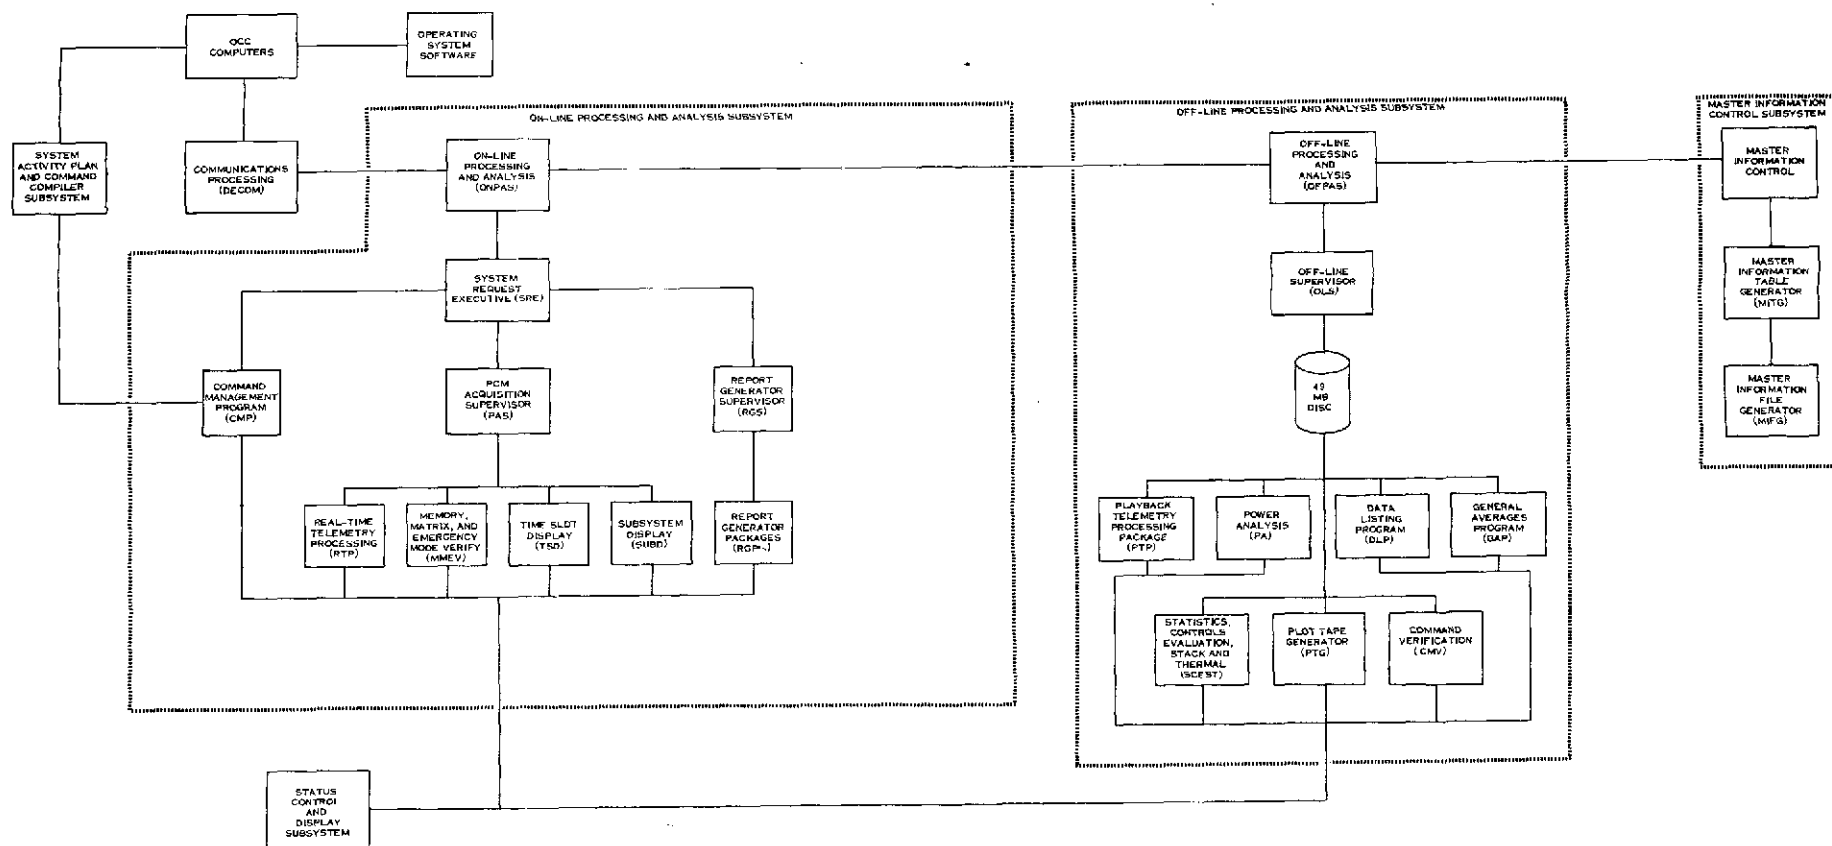 OCC
COMPUTERS
OPERATING
SYSTEM
SOFTWARE
SYSTEM
ACTIVITY PLAN
AND COMMAND
COMPILER
SUBSYSTEM
COMMUNICATIONS
PROCESSING
(DECOM)
ON-LINE PROCESSING AND ANALYSIS SUBSYSTEM
ON-LINE
PROCESSING
AND ANALYSIS
(ONPAS)
SYSTEM
REQUEST
EXECUTIVE (SRE)
COMMAND
MANAGEMENT
PROGRAM
(CMP)
PCM
ACQUISITION
SUPERVISOR
(PAS)
REPORT
GENERATOR
SUPERVISOR
(RGS)
REAL-TIME
TELEMETRY
PROCESSING
(RTP)
MEMORY,
MATRIX, AND
EMERGENCY
MODE VERIFY
(MMEV)
TIME SLOT
DISPLAY
(TSD)
SUBSYSTEM
DISPLAY
(SUBD)
REPORT
GENERATOR
PACKAGES
OFF-LINE PROCESSING AND ANALYSIS SUBSYSTEM
OFF-LINE
PROCESSING
AND
ANALYSIS
(OFPAS)
OFF-LINE
SUPERVISOR
(OLS)
49
MB
DISC
PLAYBACK
TELEMETRY
PROCESSING
PACKAGE
(PTP)
POWER
ANALYSIS
(PA)
DATA
LISTING
PROGRAM
(DLP)
GENERAL
AVERAGES
PROGRAM
(GAP)
STATISTICS,
CONTROLS
EVALUATION,
STACK AND
THERMAL
(SCEST)
PLOT TAPE
GENERATOR
(PTG)
COMMAND
VERIFICATION
(CMV)
MASTER INFORMATION
CONTROL SUBSYSTEM
MASTER
INFORMATION
CONTROL
MASTER
INFORMATION
TABLE
GENERATOR
(MITG)
MASTER
INFORMATION
FILE
GENERATOR
(MIFG)
STATUS
CONTROL
AND
DISPLAY
SUBSYSTEM